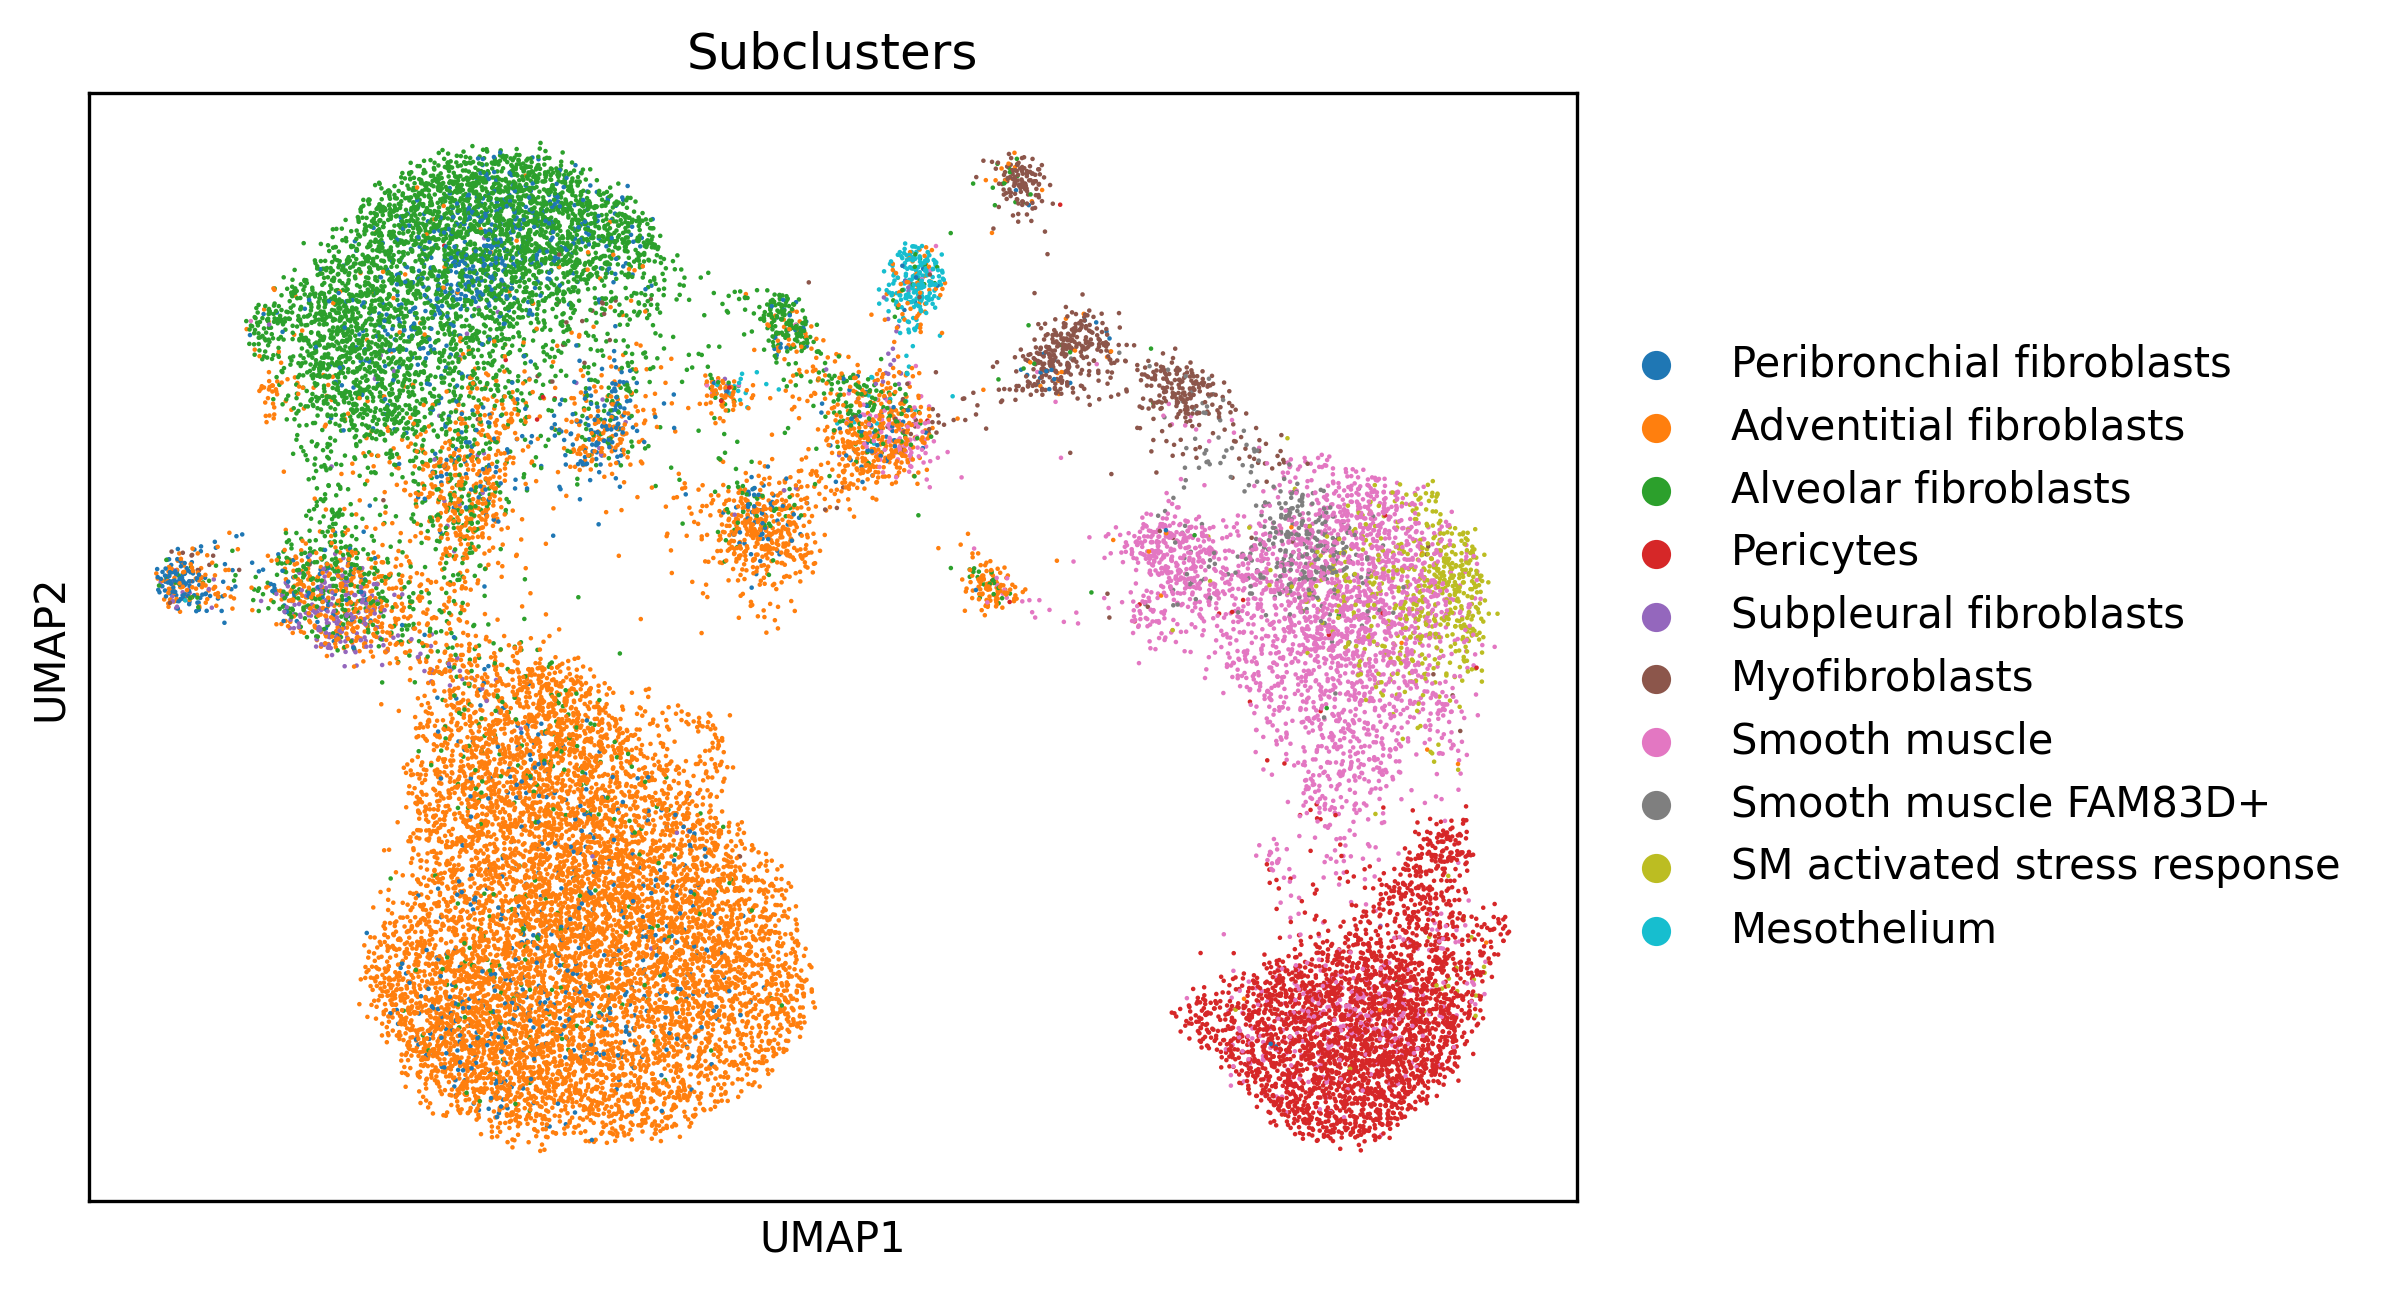 Subclusters
UMAP2
UMAP1
Peribronchial fibroblasts
Adventitial fibroblasts
Alveolar fibroblasts
Pericytes
Subpleural fibroblasts
Myofibroblasts
Smooth muscle
Smooth muscle FAM83D+
SM activated stress response
Mesothelium